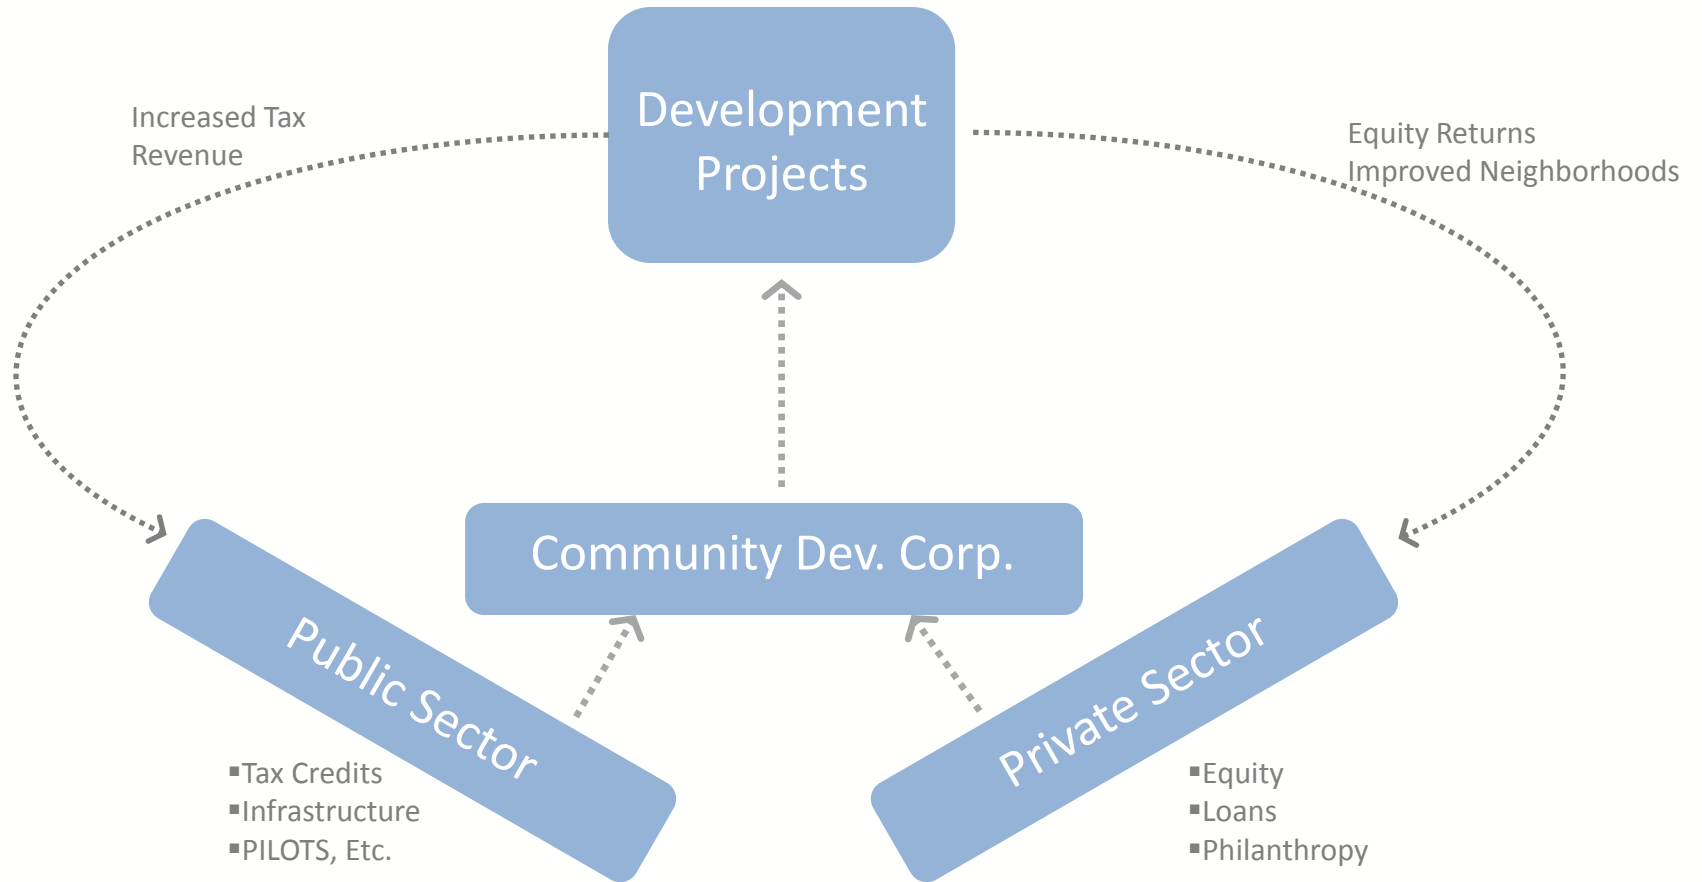 Development
Projects
Increased Tax
Revenue
Equity Returns
Improved Neighborhoods
Community Dev. Corp.
Public Sector
Private Sector
▪Tax Credits
▪Infrastructure
▪PILOTS, Etc.
▪Equity
▪Loans
▪Philanthropy